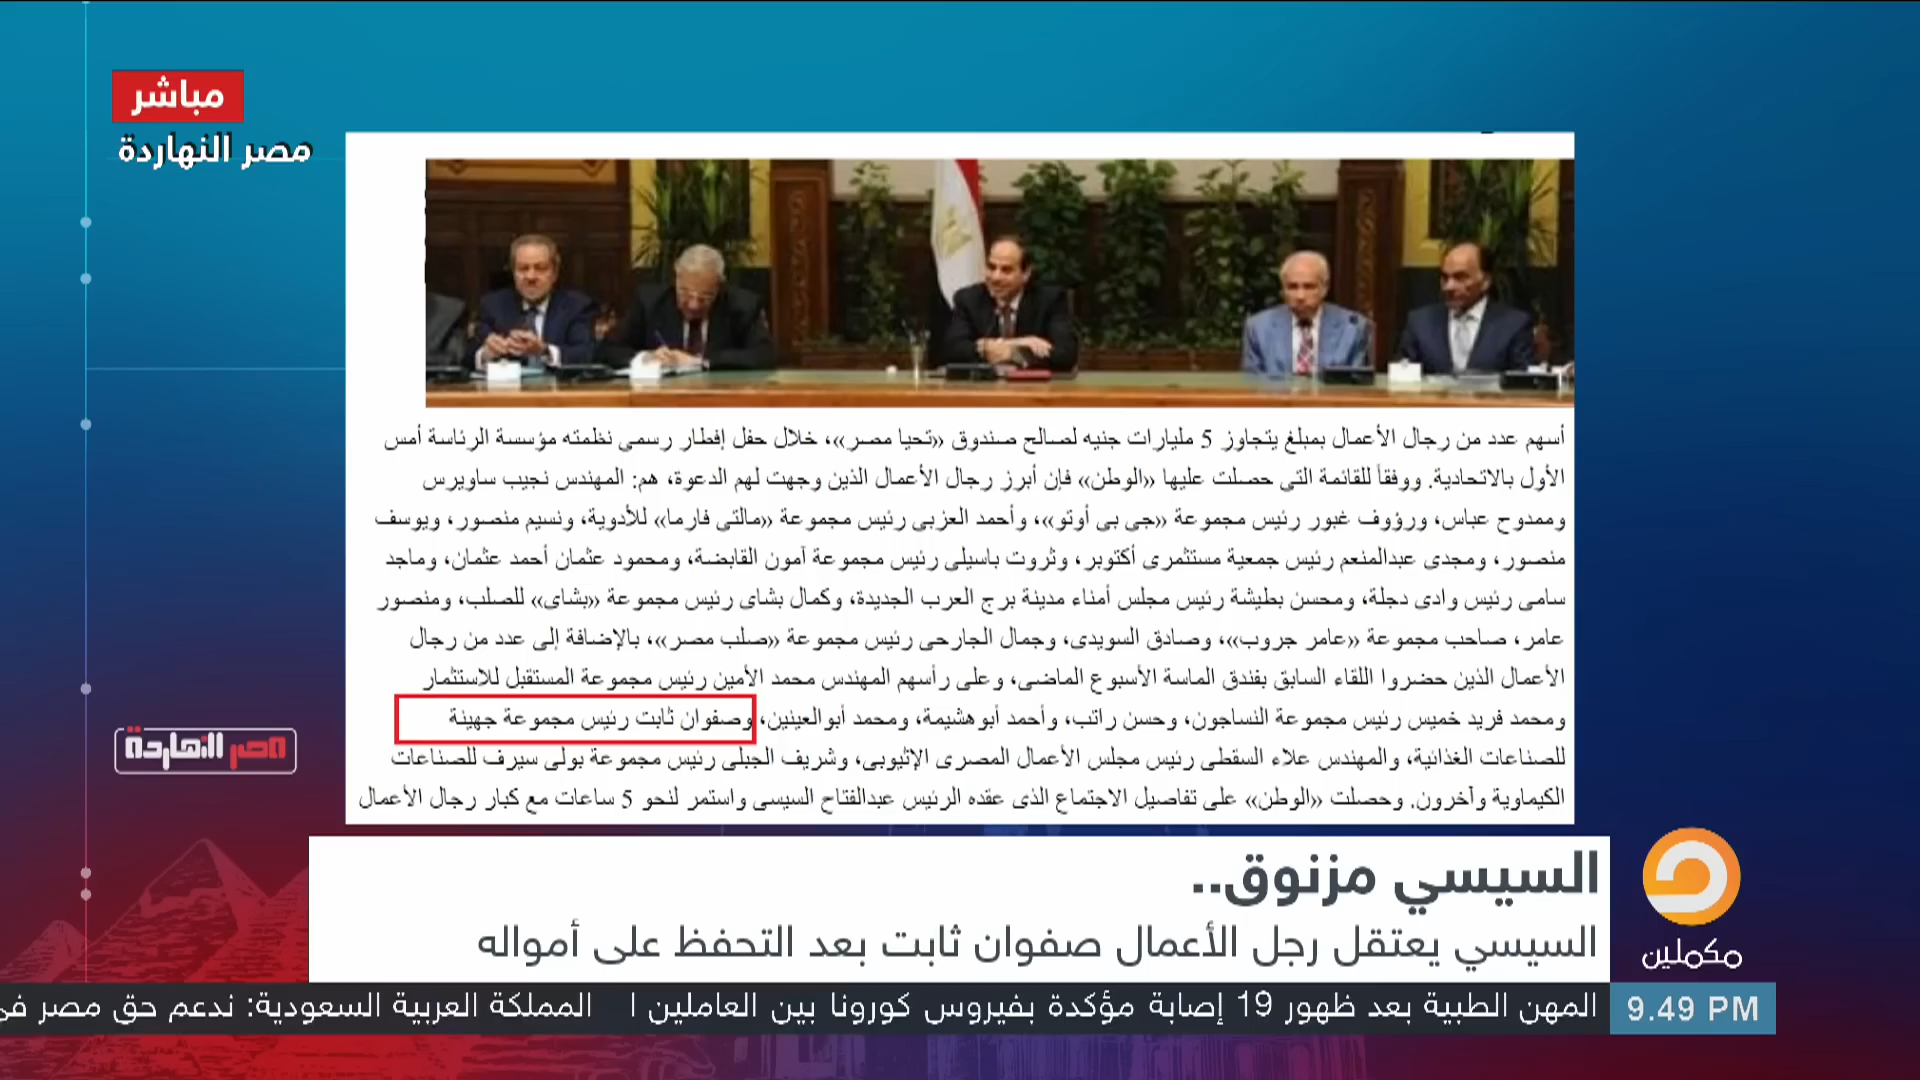 مباشر
مصر النهاردة
أسهم عدد من رجال الأعمال بمبلغ يتجاوز 5 مليارات جنيه لصالح صندوق «تحيا مصر»، خلال حفل إفطار رسمى نظمته مؤسسة الرئاسة أمس
الأول بالاتحادية. ووفقاً للقائمة التى حصلت عليها «الوطن» فإن أبرز رجال الأعمال الذين وجهت لهم الدعوة، هم: المهندس نجيب ساويرس
وممدوح عباس، ورؤوف غبور رئيس مجموعة «جى بى أوتو»، وأحمد العزبى رئيس مجموعة «مالتى فارما» للأدوية، ونسيم منصور، ويوسف
منصور، ومجدى عبدالمنعم رئيس جمعية مستثمرى أكتوبر، وثروت باسيلى رئيس مجموعة آمون القابضة، ومحمود عثمان أحمد عثمان، وماجد
سامى رئيس وادى دجلة، ومحسن بطيشة رئيس مجلس أمناء مدينة برج العرب الجديدة، وكمال بشاى رئيس مجموعة «بشاى» للصلب، ومنصور
عامر، صاحب مجموعة «عامر جروب»، وصادق السويدى، وجمال الجارحى رئيس مجموعة «صلب مصر»، بالإضافة إلى عدد من رجال
الأعمال الذين حضروا اللقاء السابق بفندق الماسة الأسبوع الماضى، وعلى رأسهم المهندس محمد الأمين رئيس مجموعة المستقبل للاستثمار
ومحمد فريد خميس رئيس مجموعة النساجون، وحسن راتب، وأحمد أبوهشيمة، ومحمد أبوالعينين، وصفوان ثابت رئيس مجموعة جهينة
للصناعات الغذائية، والمهندس علاء السقطى رئيس مجلس الأعمال المصرى الإثيوبى، وشريف الجبلى رئيس مجموعة بولى سيرف للصناعات
الكيماوية وآخرون. وحصلت «الوطن» على تفاصيل الاجتماع الذى عقده الرئيس عبدالفتاح السيسى واستمر لنحو 5 ساعات مع كبار رجال الأعمال
مصر النهاردة
السيسي مزنوق..
السيسي يعتقل رجل الأعمال صفوان ثابت بعد التحفظ على أمواله
مكملين
المهن الطبية بعد ظهور 19 إصابة مؤكدة بفيروس كورونا بين العاملين ا المملكة العربية السعودية: ندعم حق مصر في
9.49 PM